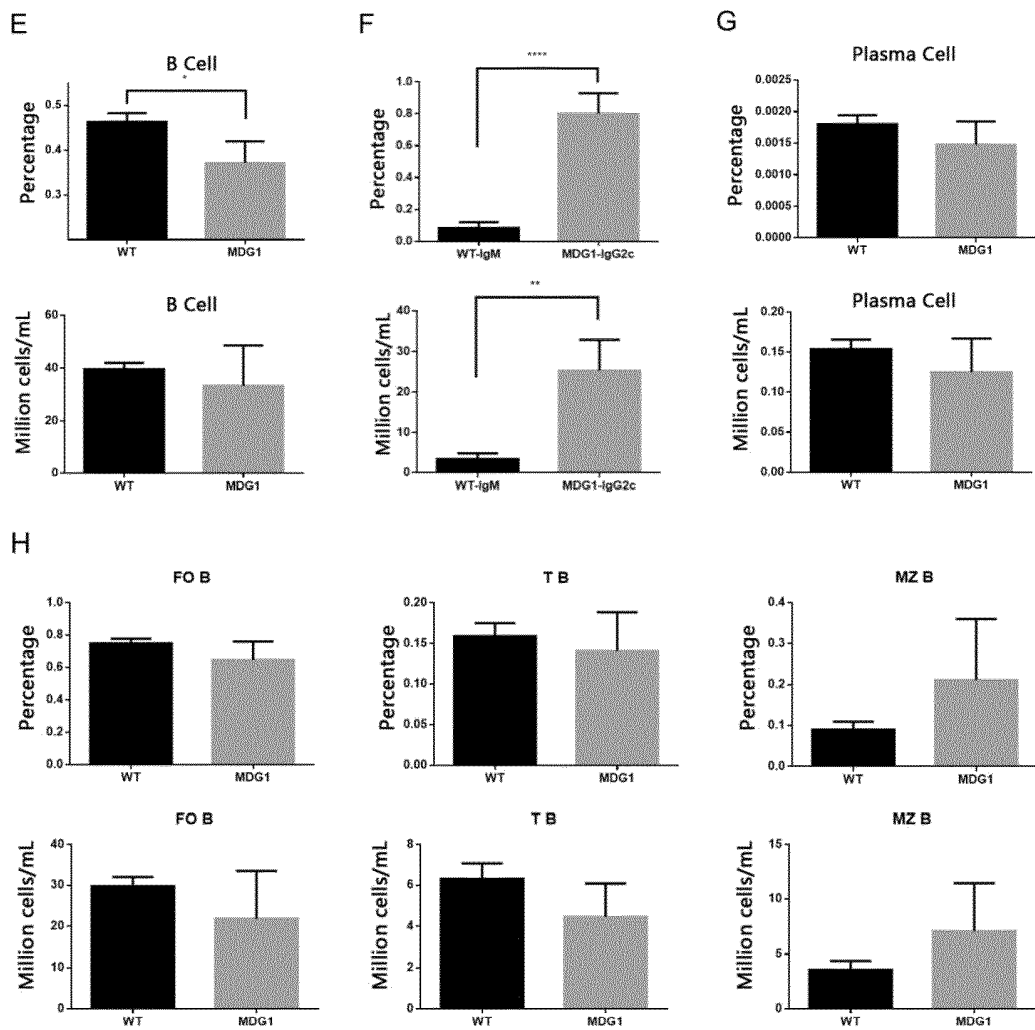 E
B Cell
*
Percentage
0.5
0.4
0.3
WT
MDG1
B Cell
Million cells/mL
60
40
20
0
WT
MDG1
F
****
Percentage
1.0
0.8
0.6
0.4
0.2
0.0
WT-IgM
MDG1-IgG2c
**
Million cells/mL
40
30
20
10
0
WT-IgM
MDG1-IgG2c
G
Plasma Cell
Percentage
0.0025
0.0020
0.0015
0.0010
0.0005
0.0000
WT
MDG1
Plasma Cell
Million cells/mL
0.20
0.15
0.10
0.05
0.00
WT
MDG1
H
FO B
Percentage
1.0
0.8
0.6
0.4
0.2
0.0
WT
MDG1
T B
Percentage
0.20
0.15
0.10
0.05
0.00
WT
MDG1
MZ B
Percentage
0.4
0.3
0.2
0.1
0.0
WT
MDG1
FO B
Million cells/mL
40
30
20
10
0
WT
MDG1
T B
Million cells/mL
8
6
4
2
0
WT
MDG1
MZ B
Million cells/mL
15
10
5
0
WT
MDG1